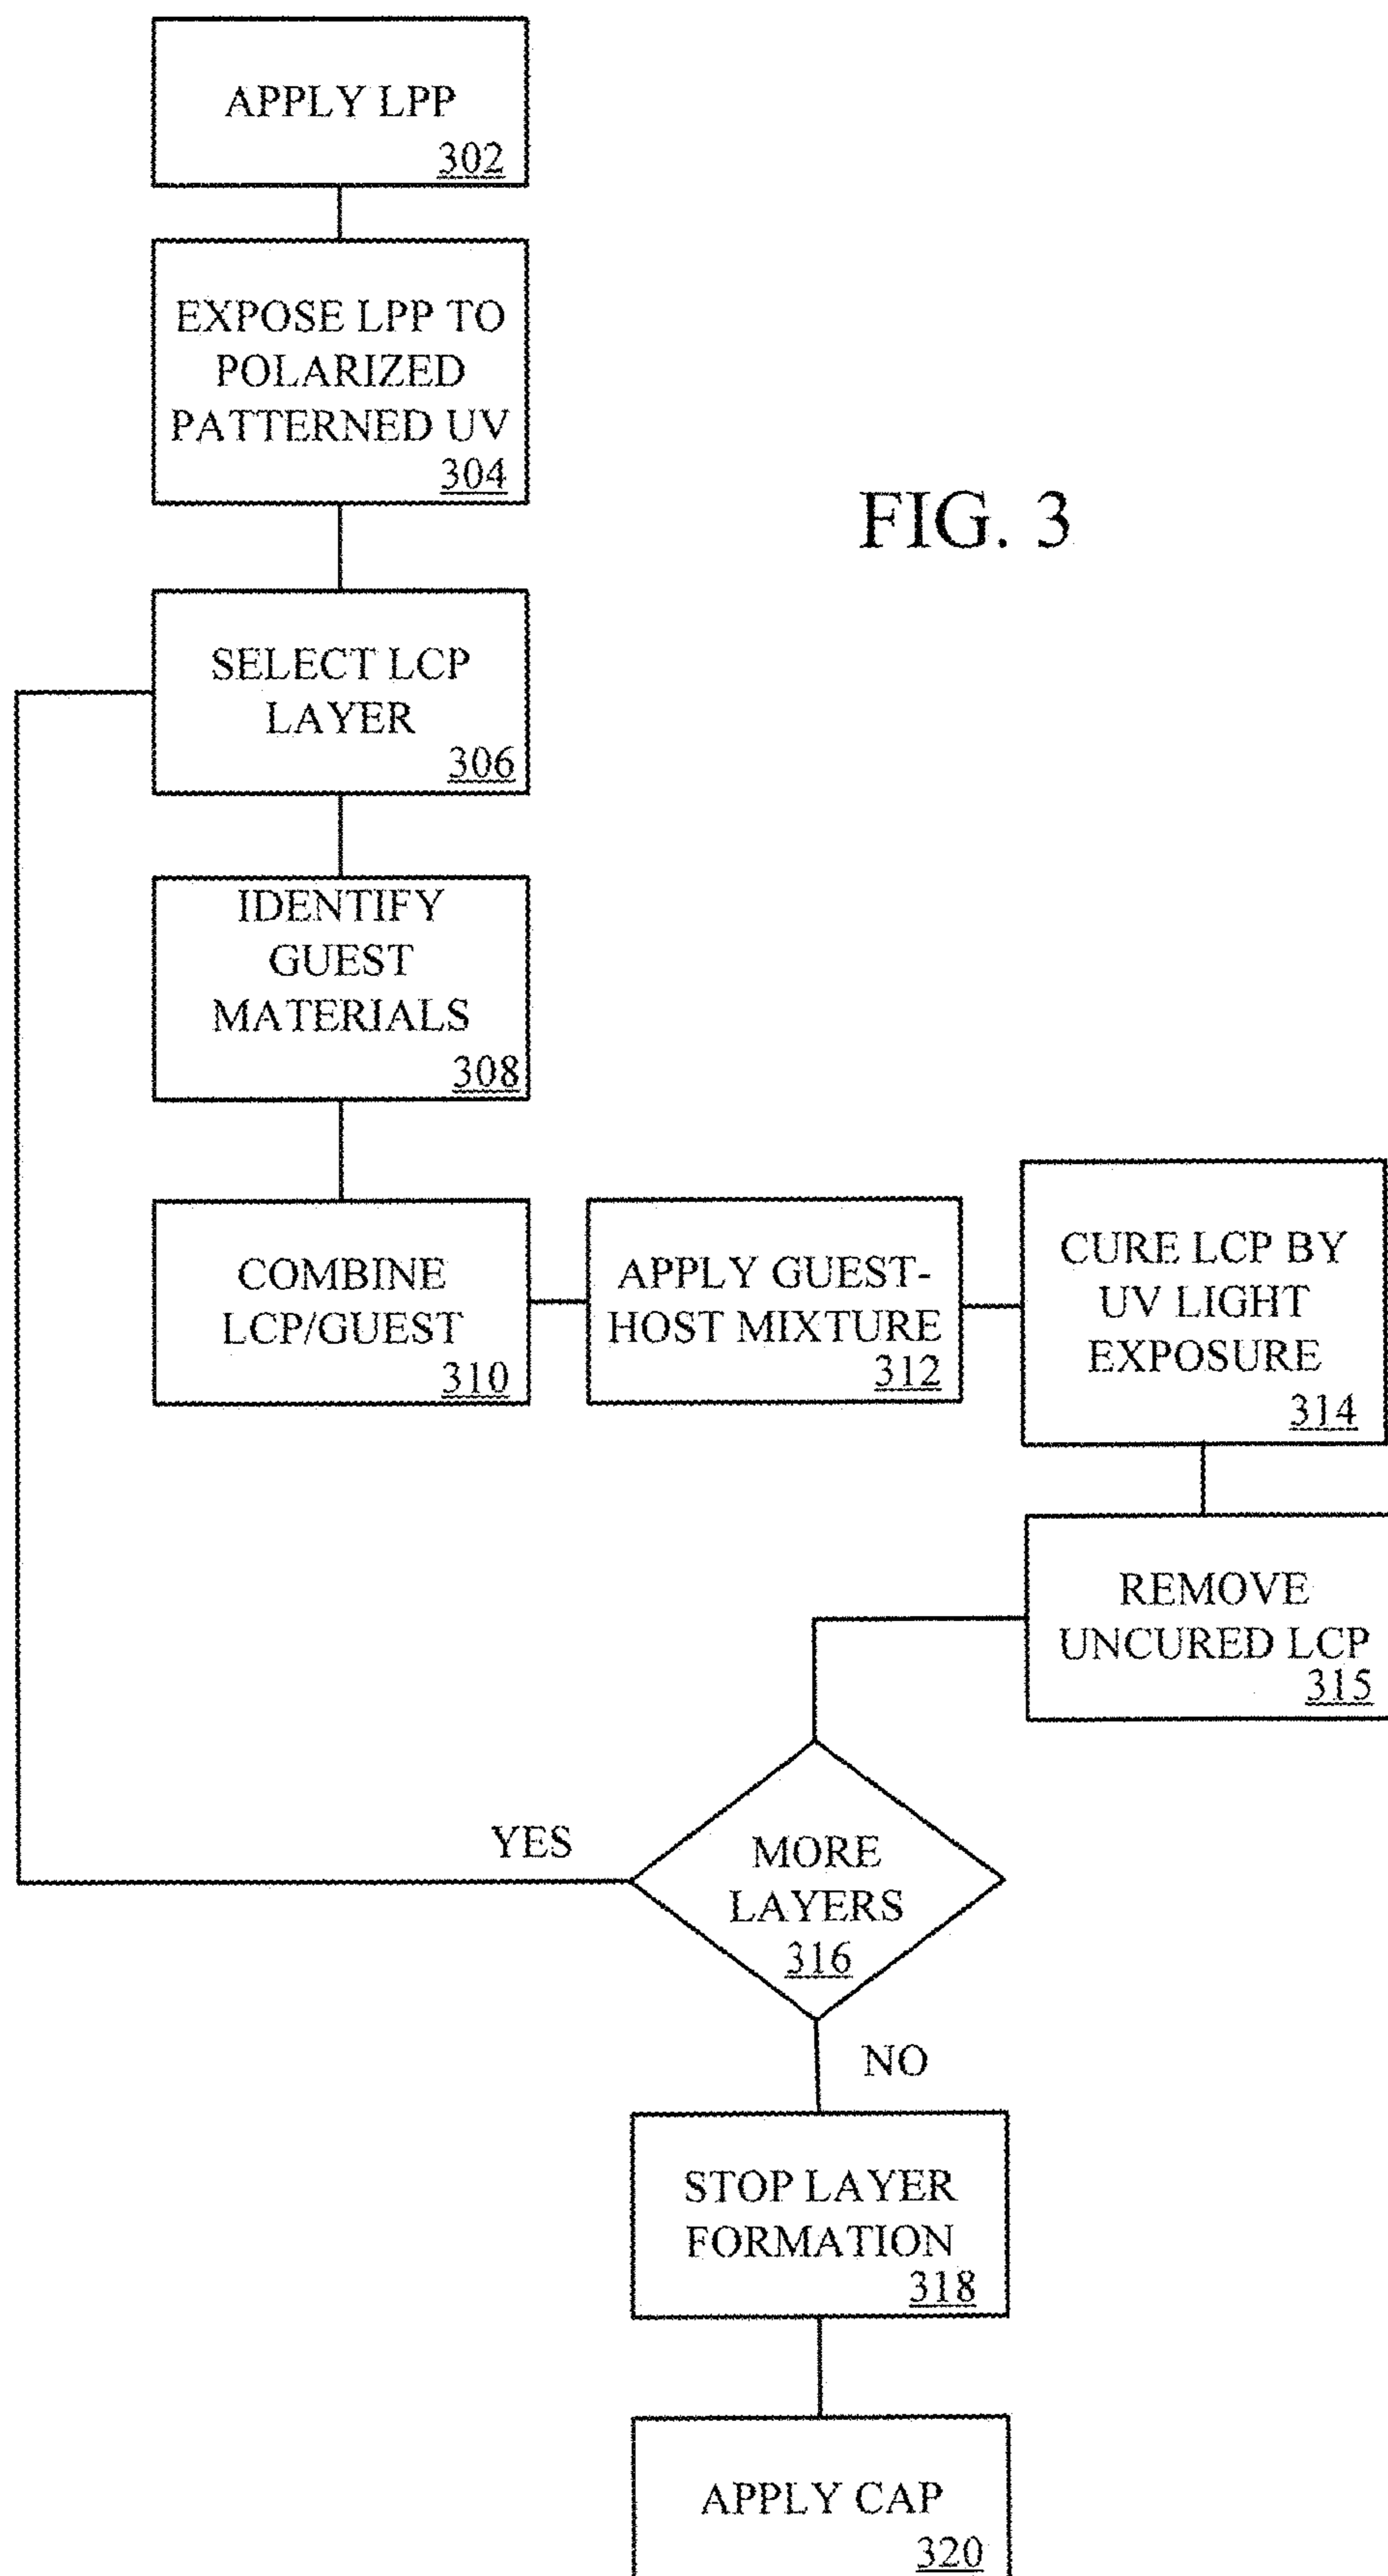 APPLY LPP
302
EXPOSE LPP TO
POLARIZED
PATTERNED UV
304
FIG. 3
SELECT LCP
LAYER
306
IDENTIFY
GUEST
MATERIALS
308
COMBINE
LCP/GUEST
310
APPLY GUEST-
HOST MIXTURE
312
CURE LCP BY
UV LIGHT
EXPOSURE
314
REMOVE
UNCURED LCP
315
YES
MORE
LAYERS
316
NO
STOP LAYER
FORMATION
318
APPLY CAP
320